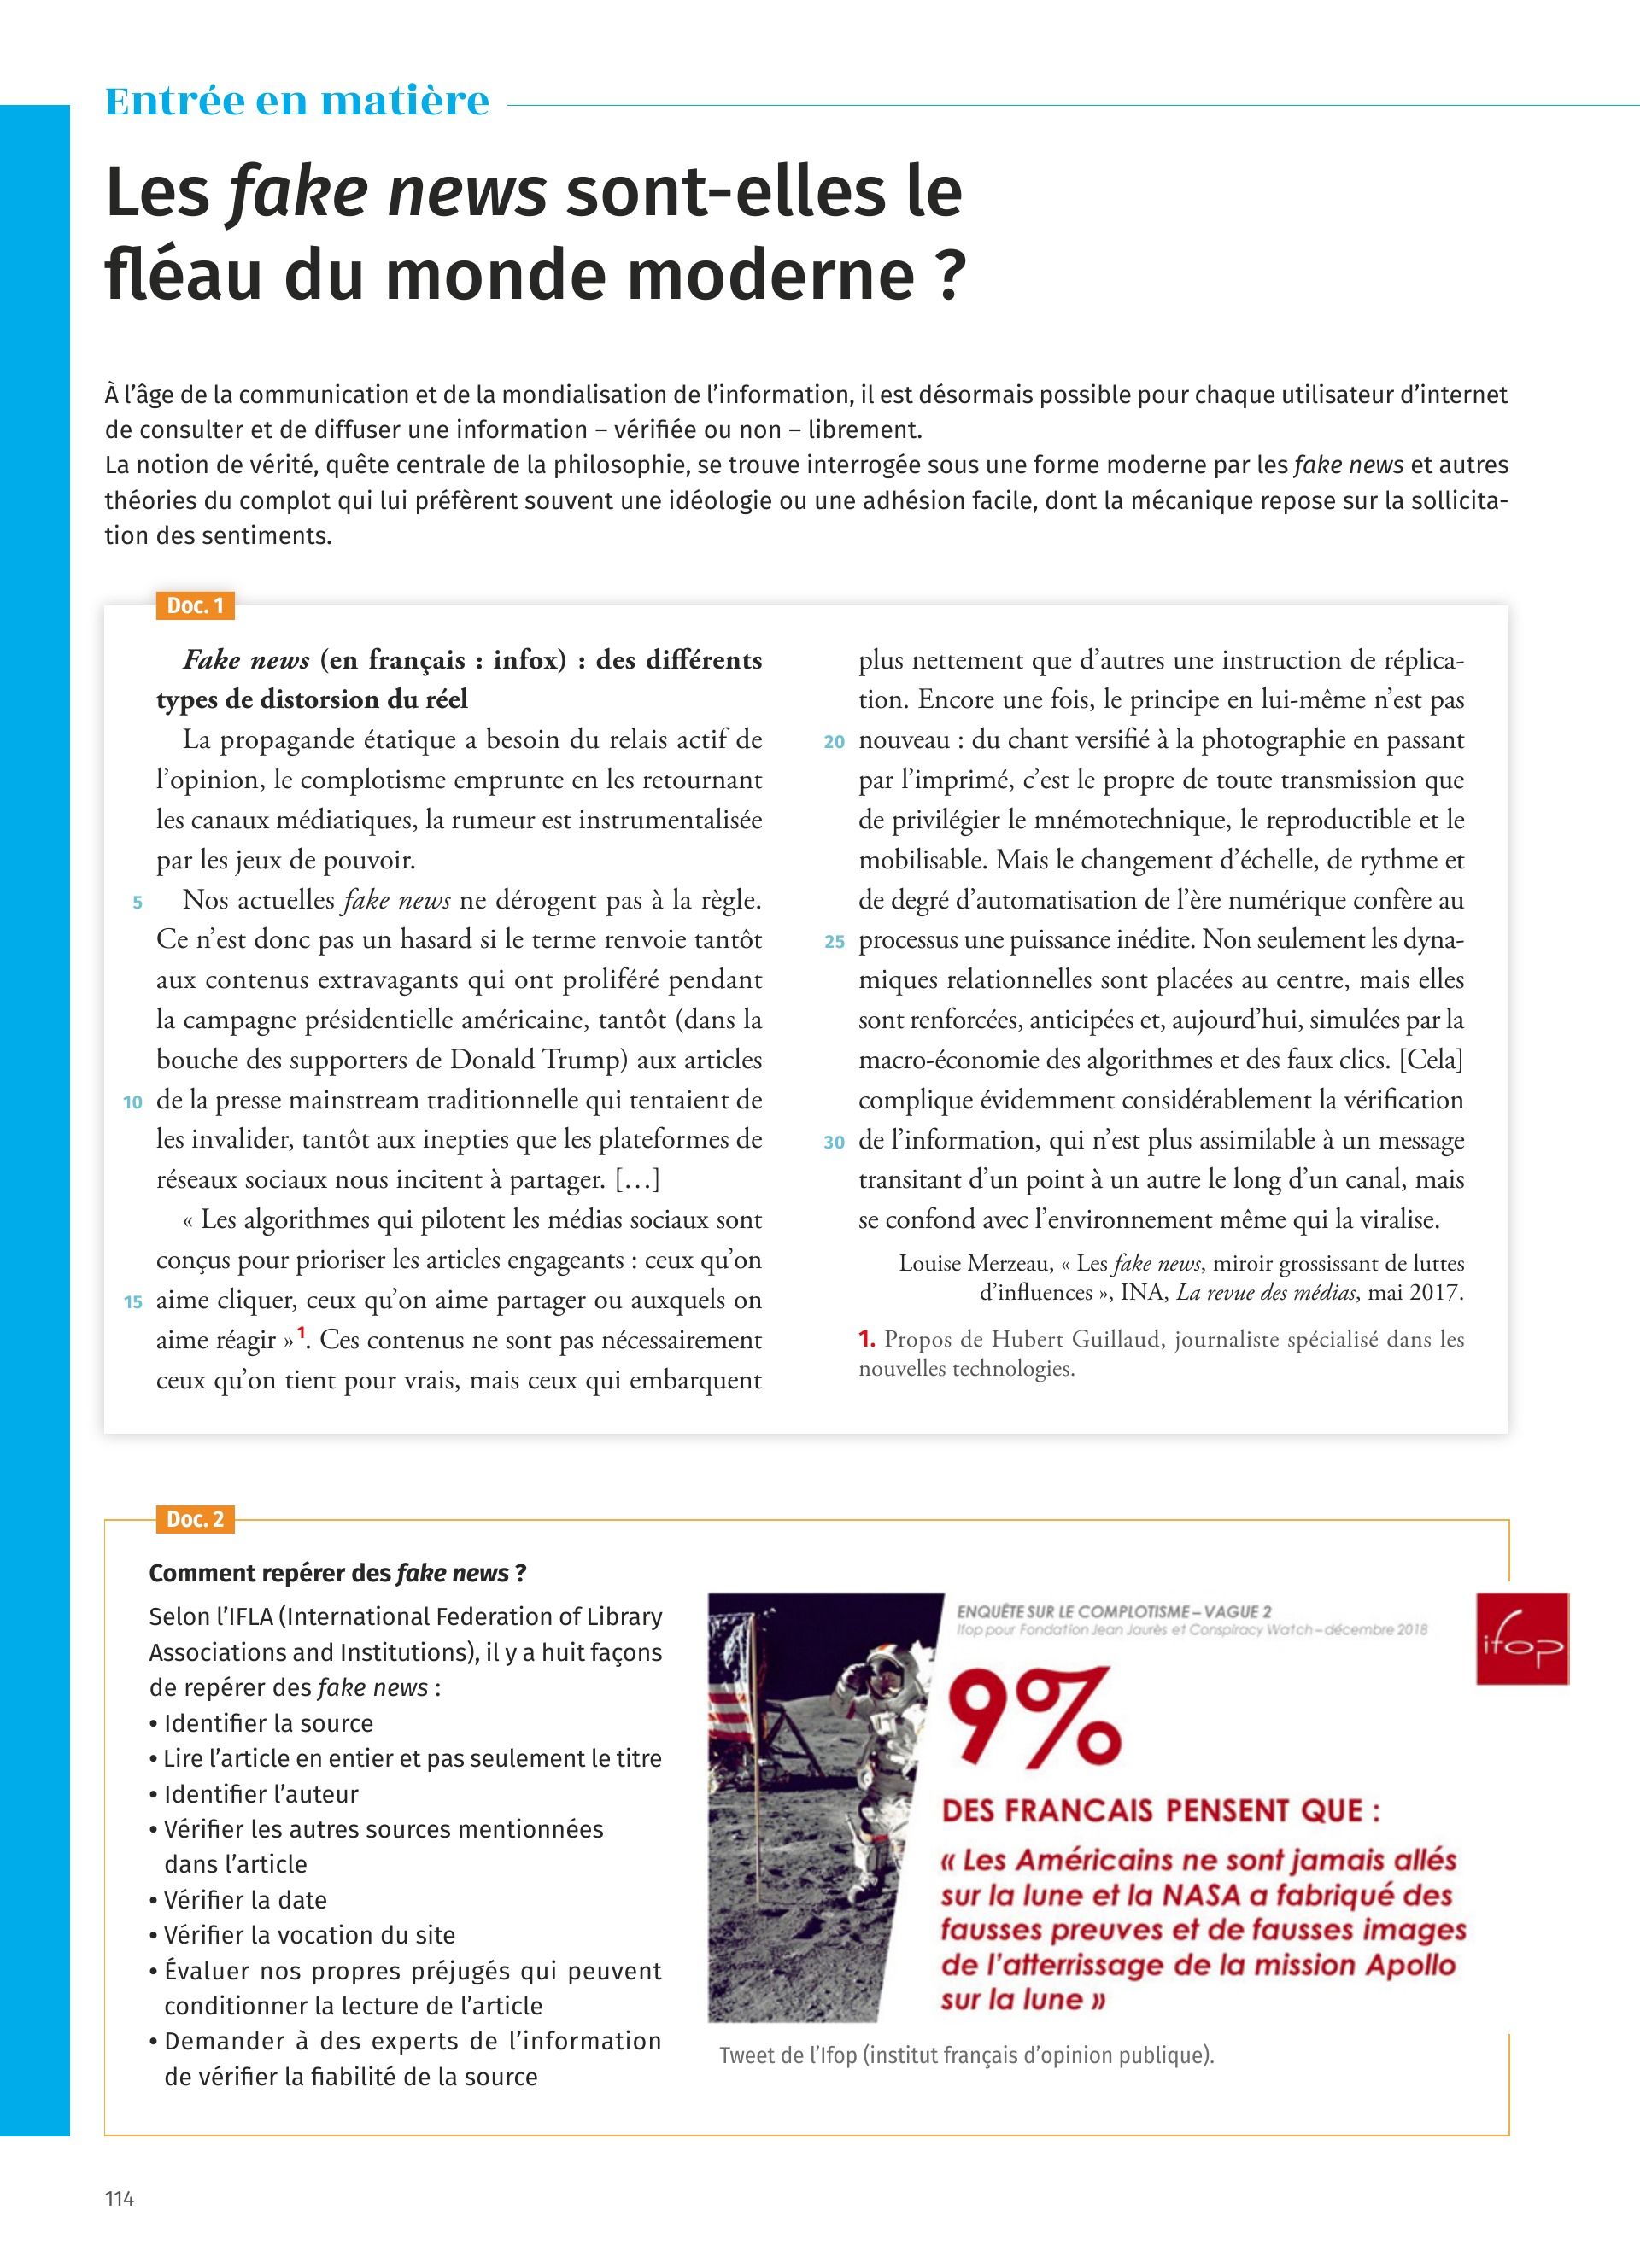 Entrée en matière
Les fake news sont-elles le
fléau du monde moderne ?
À l’âge de la communication et de la mondialisation de l’information, il est désormais possible pour chaque utilisateur d’internet
de consulter et de diffuser une information – vérifiée ou non – librement.
La notion de vérité, quête centrale de la philosophie, se trouve interrogée sous une forme moderne par les fake news et autres
théories du complot qui lui préfèrent souvent une idéologie ou une adhésion facile, dont la mécanique repose sur la sollicita-
tion des sentiments.
Doc. 1
Fake news (en français : infox) : des différents
types de distorsion du réel
La propagande étatique a besoin du relais actif de
l’opinion, le complotisme emprunte en les retournant
les canaux médiatiques, la rumeur est instrumentalisée
par les jeux de pouvoir.
5 Nos actuelles fake news ne dérogent pas à la règle.
Ce n’est donc pas un hasard si le terme renvoie tantôt
aux contenus extravagants qui ont proliféré pendant
la campagne présidentielle américaine, tantôt (dans la
bouche des supporters de Donald Trump) aux articles
10 de la presse mainstream traditionnelle qui tentaient de
les invalider, tantôt aux inepties que les plateformes de
réseaux sociaux nous incitent à partager. […]
« Les algorithmes qui pilotent les médias sociaux sont
conçus pour prioriser les articles engageants : ceux qu’on
15 aime cliquer, ceux qu’on aime partager ou auxquels on
aime réagir »1. Ces contenus ne sont pas nécessairement
ceux qu’on tient pour vrais, mais ceux qui embarquent
plus nettement que d’autres une instruction de réplica-
tion. Encore une fois, le principe en lui-même n’est pas
20 nouveau : du chant versifié à la photographie en passant
par l’imprimé, c’est le propre de toute transmission que
de privilégier le mnémotechnique, le reproductible et le
mobilisable. Mais le changement d’échelle, de rythme et
de degré d’automatisation de l’ère numérique confère au
25 processus une puissance inédite. Non seulement les dyna-
miques relationnelles sont placées au centre, mais elles
sont renforcées, anticipées et, aujourd’hui, simulées par la
macro-économie des algorithmes et des faux clics. [Cela]
complique évidemment considérablement la vérification
30 de l’information, qui n’est plus assimilable à un message
transitant d’un point à un autre le long d’un canal, mais
se confond avec l’environnement même qui la viralise.
Louise Merzeau, « Les fake news, miroir grossissant de luttes
d’influences », INA, La revue des médias, mai 2017.
1. Propos de Hubert Guillaud, journaliste spécialisé dans les
nouvelles technologies.
Doc. 2
Comment repérer des fake news ?
Selon l’IFLA (International Federation of Library
Associations and Institutions), il y a huit façons
de repérer des fake news :
• Identifier la source
• Lire l’article en entier et pas seulement le titre
• Identifier l’auteur
• Vérifier les autres sources mentionnées
dans l’article
• Vérifier la date
• Vérifier la vocation du site
• Évaluer nos propres préjugés qui peuvent
conditionner la lecture de l’article
• Demander à des experts de l’information
de vérifier la fiabilité de la source
ENQUÊTE SUR LE COMPLOTISME – VAGUE 2
Ifop pour Fondation Jean Jaurès et Conspiracy Watch – décembre 2018
ifop
9%
DES FRANCAIS PENSENT QUE :
« Les Américains ne sont jamais allés
sur la lune et la NASA a fabriqué des
fausses preuves et de fausses images
de l’atterrissage de la mission Apollo
sur la lune »
Tweet de l’Ifop (institut français d’opinion publique).
114